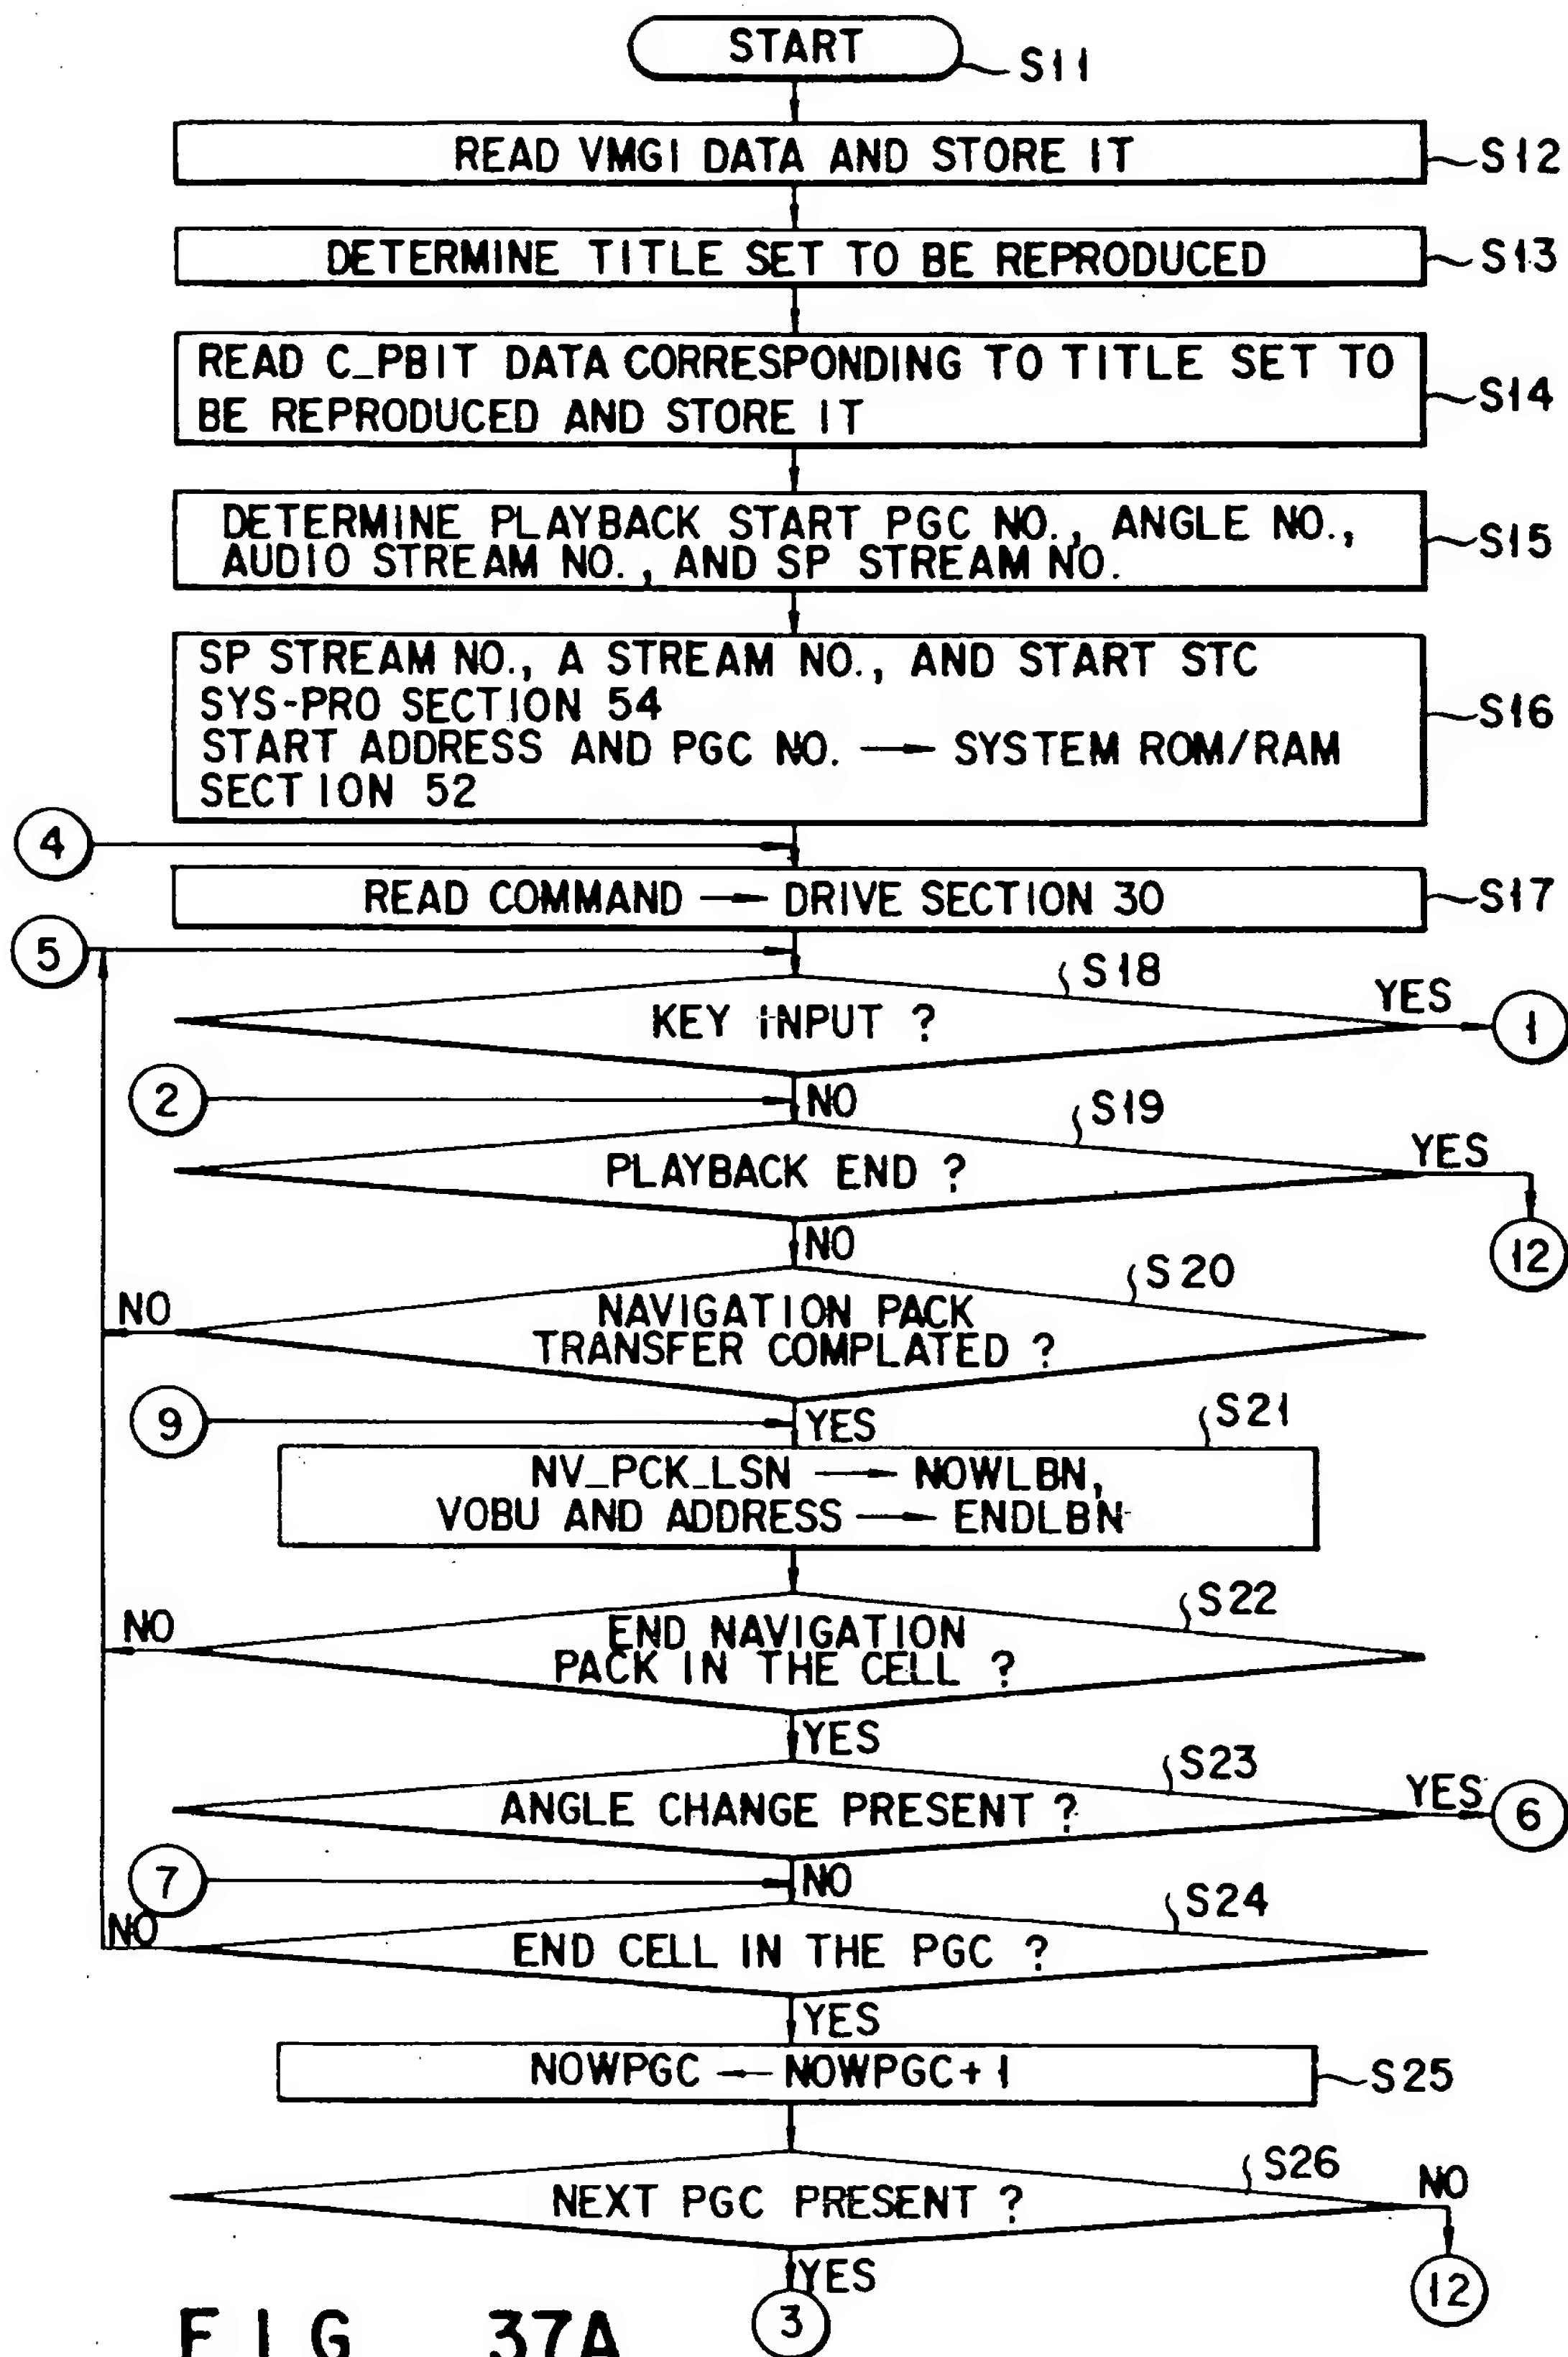 START
S11
READ VMGI DATA AND STORE IT
S12
DETERMINE TITLE SET TO BE REPRODUCED
S13
READ C_PBIT DATA CORRESPONDING TO TITLE SET TO
BE REPRODUCED AND STORE IT
S14
DETERMINE PLAYBACK START PGC NO., ANGLE NO.,
AUDIO STREAM NO., AND SP STREAM NO.
S15
SP STREAM NO., A STREAM NO., AND START STC
SYS-PRO SECTION 54
START ADDRESS AND PGC NO. → SYSTEM ROM/RAM
SECTION 52
S16
4
READ COMMAND → DRIVE SECTION 30
S17
5
S18
KEY INPUT ?
YES
1
2
NO
S19
PLAYBACK END ?
YES
12
NO
S20
NO
NAVIGATION PACK
TRANSFER COMPLATED ?
9
YES
S21
NV_PCK_LSN → NOWLBN,
VOBU AND ADDRESS → ENDLBN
S22
NO
END NAVIGATION
PACK IN THE CELL ?
YES
S23
ANGLE CHANGE PRESENT ?
YES
6
7
NO
S24
NO
END CELL IN THE PGC ?
YES
NOWPGC ← NOWPGC+1
S25
S26
NEXT PGC PRESENT ?
NO
12
YES
3
FIG 37A